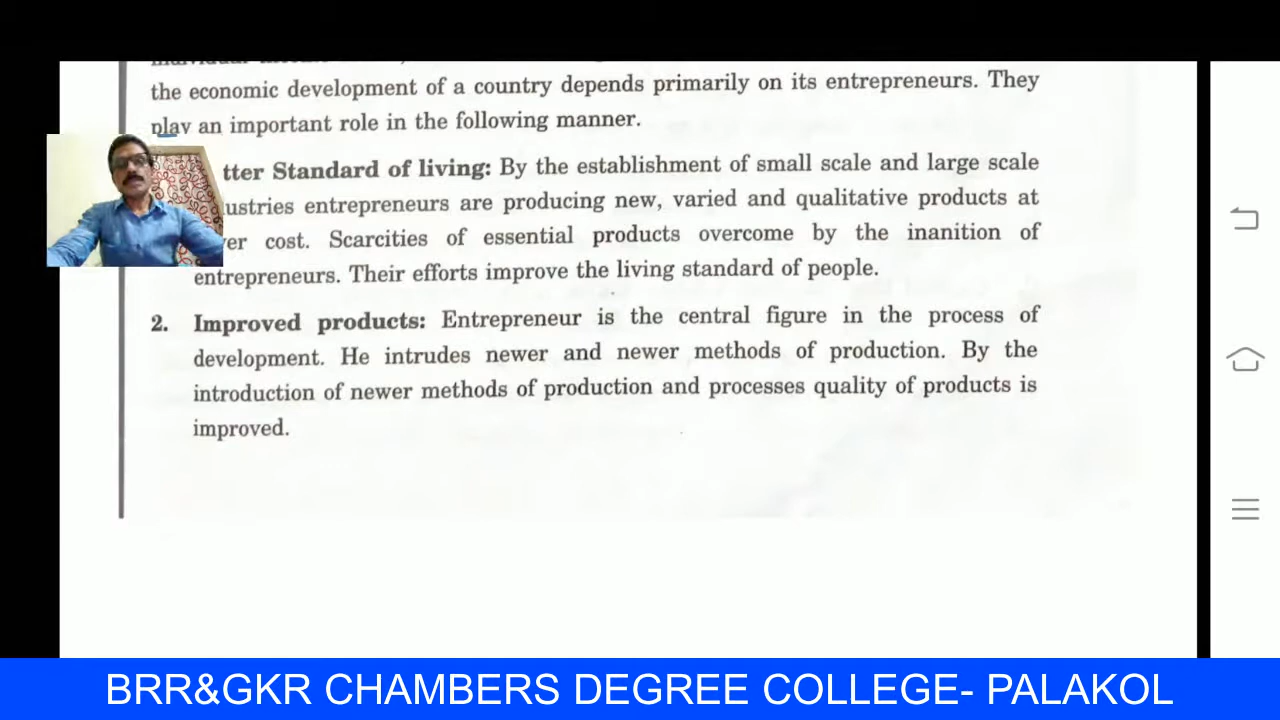 the economic development of a country depends primarily on its entrepreneurs. They
play an important role in the following manner.
tter Standard of living: By the establishment of small scale and large scale
ustries entrepreneurs are producing new, varied and qualitative products at
er cost. Scarcities of essential products overcome by the inanition of
entrepreneurs. Their efforts improve the living standard of people.
2. Improved products: Entrepreneur is the central figure in the process of
development. He intrudes newer and newer methods of production. By the
introduction of newer methods of production and processes quality of products is
improved.
BRR&GKR CHAMBERS DEGREE COLLEGE- PALAKOL